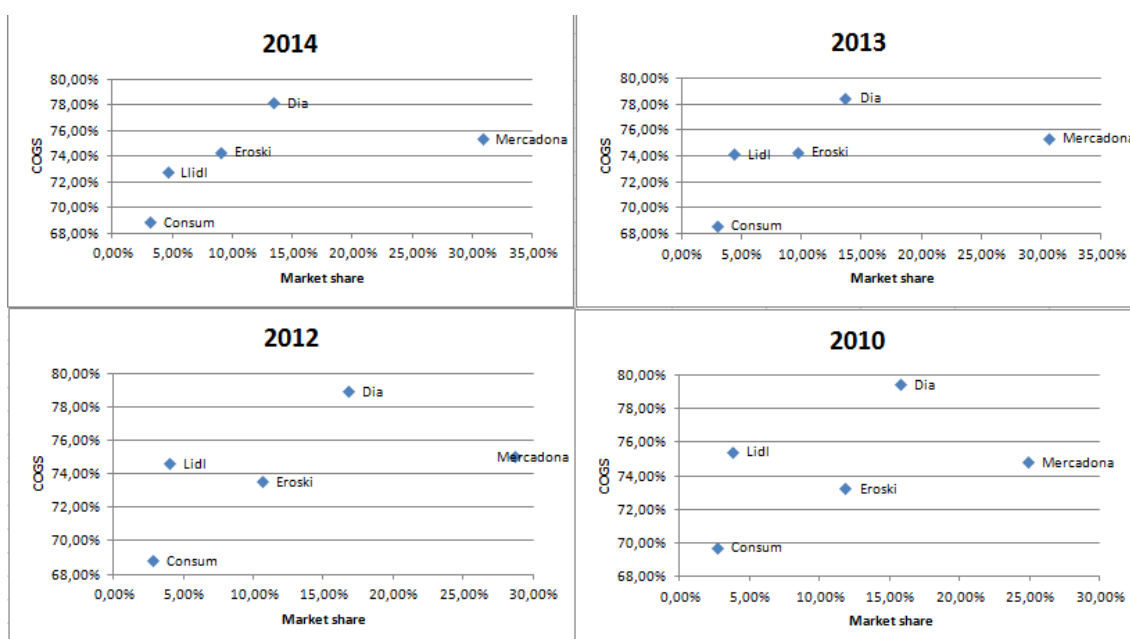 2014
80,00%
78,00%
Dia
76,00%
Mercadona
74,00%
Eroski
72,00%
Llidl
70,00%
Consum
68,00%
COGS
0,00% 5,00% 10,00% 15,00% 20,00% 25,00% 30,00% 35,00%
Market share
2013
80,00%
78,00%
Dia
76,00%
Mercadona
74,00%
Lidl Eroski
72,00%
70,00%
Consum
68,00%
COGS
0,00% 5,00% 10,00% 15,00% 20,00% 25,00% 30,00% 35,00%
Market share
2012
80,00%
Dia
78,00%
76,00%
Mercadona
Lidl
74,00%
Eroski
72,00%
70,00%
Consum
68,00%
COGS
0,00% 5,00% 10,00% 15,00% 20,00% 25,00% 30,00%
Market share
2010
80,00%
Dia
78,00%
76,00%
Lidl
Mercadona
74,00%
Eroski
72,00%
70,00%
Consum
68,00%
COGS
0,00% 5,00% 10,00% 15,00% 20,00% 25,00% 30,00%
Market share